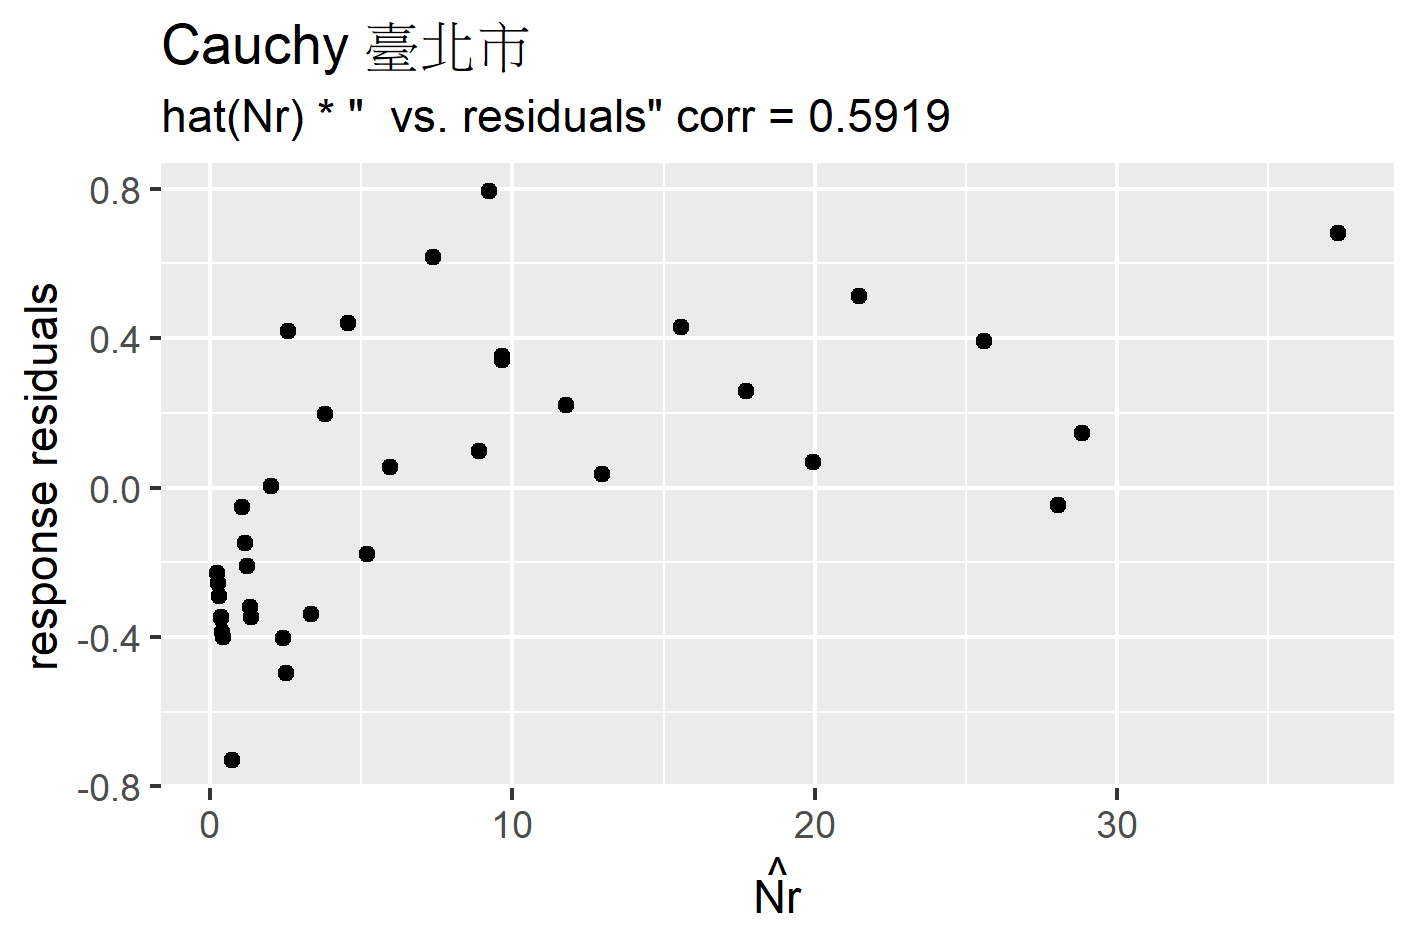 Cauchy 臺北市
hat(Nr) * "  vs. residuals" corr = 0.5919
0.8
0.4
0.0
-0.4
-0.8
response residuals
0 10 20 30
N̂r